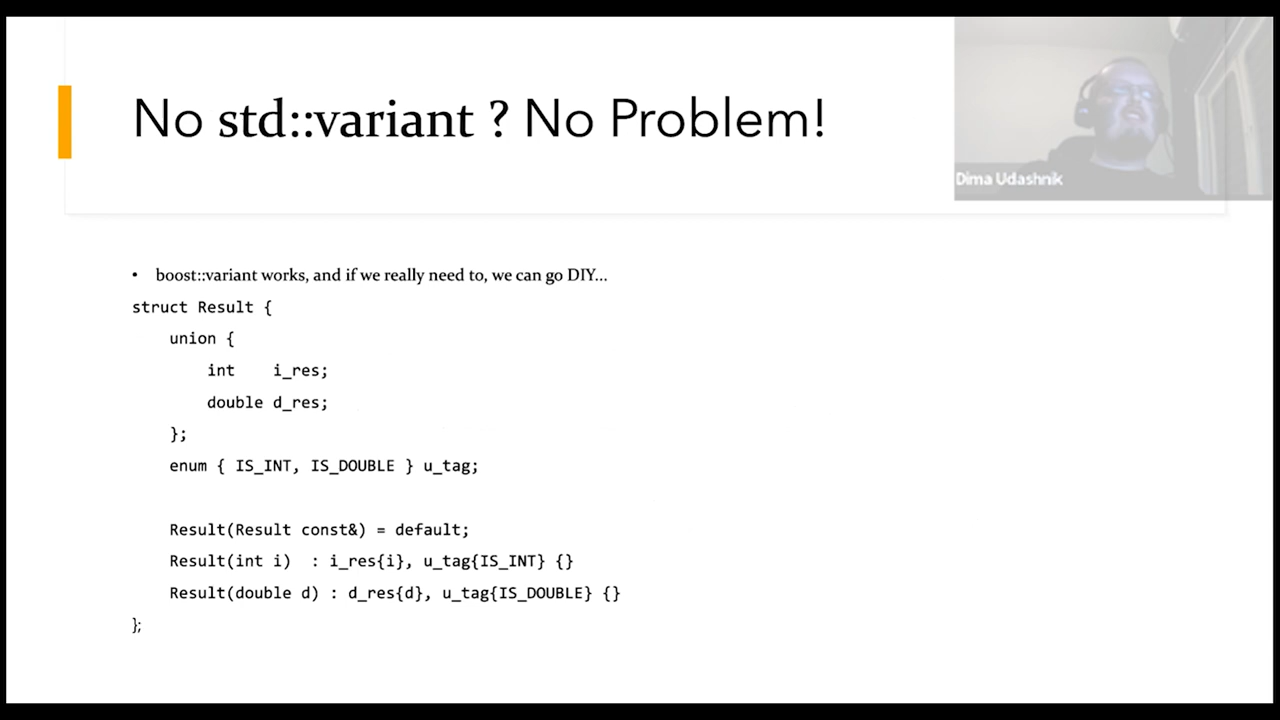 No std::variant ? No Problem!
Dima Udashnik
• boost::variant works, and if we really need to, we can go DIY...
struct Result {
    union {
        int    i_res;
        double d_res;
    };
    enum { IS_INT, IS_DOUBLE } u_tag;
    Result(Result const&) = default;
    Result(int i)  : i_res{i}, u_tag{IS_INT} {}
    Result(double d) : d_res{d}, u_tag{IS_DOUBLE} {}
};